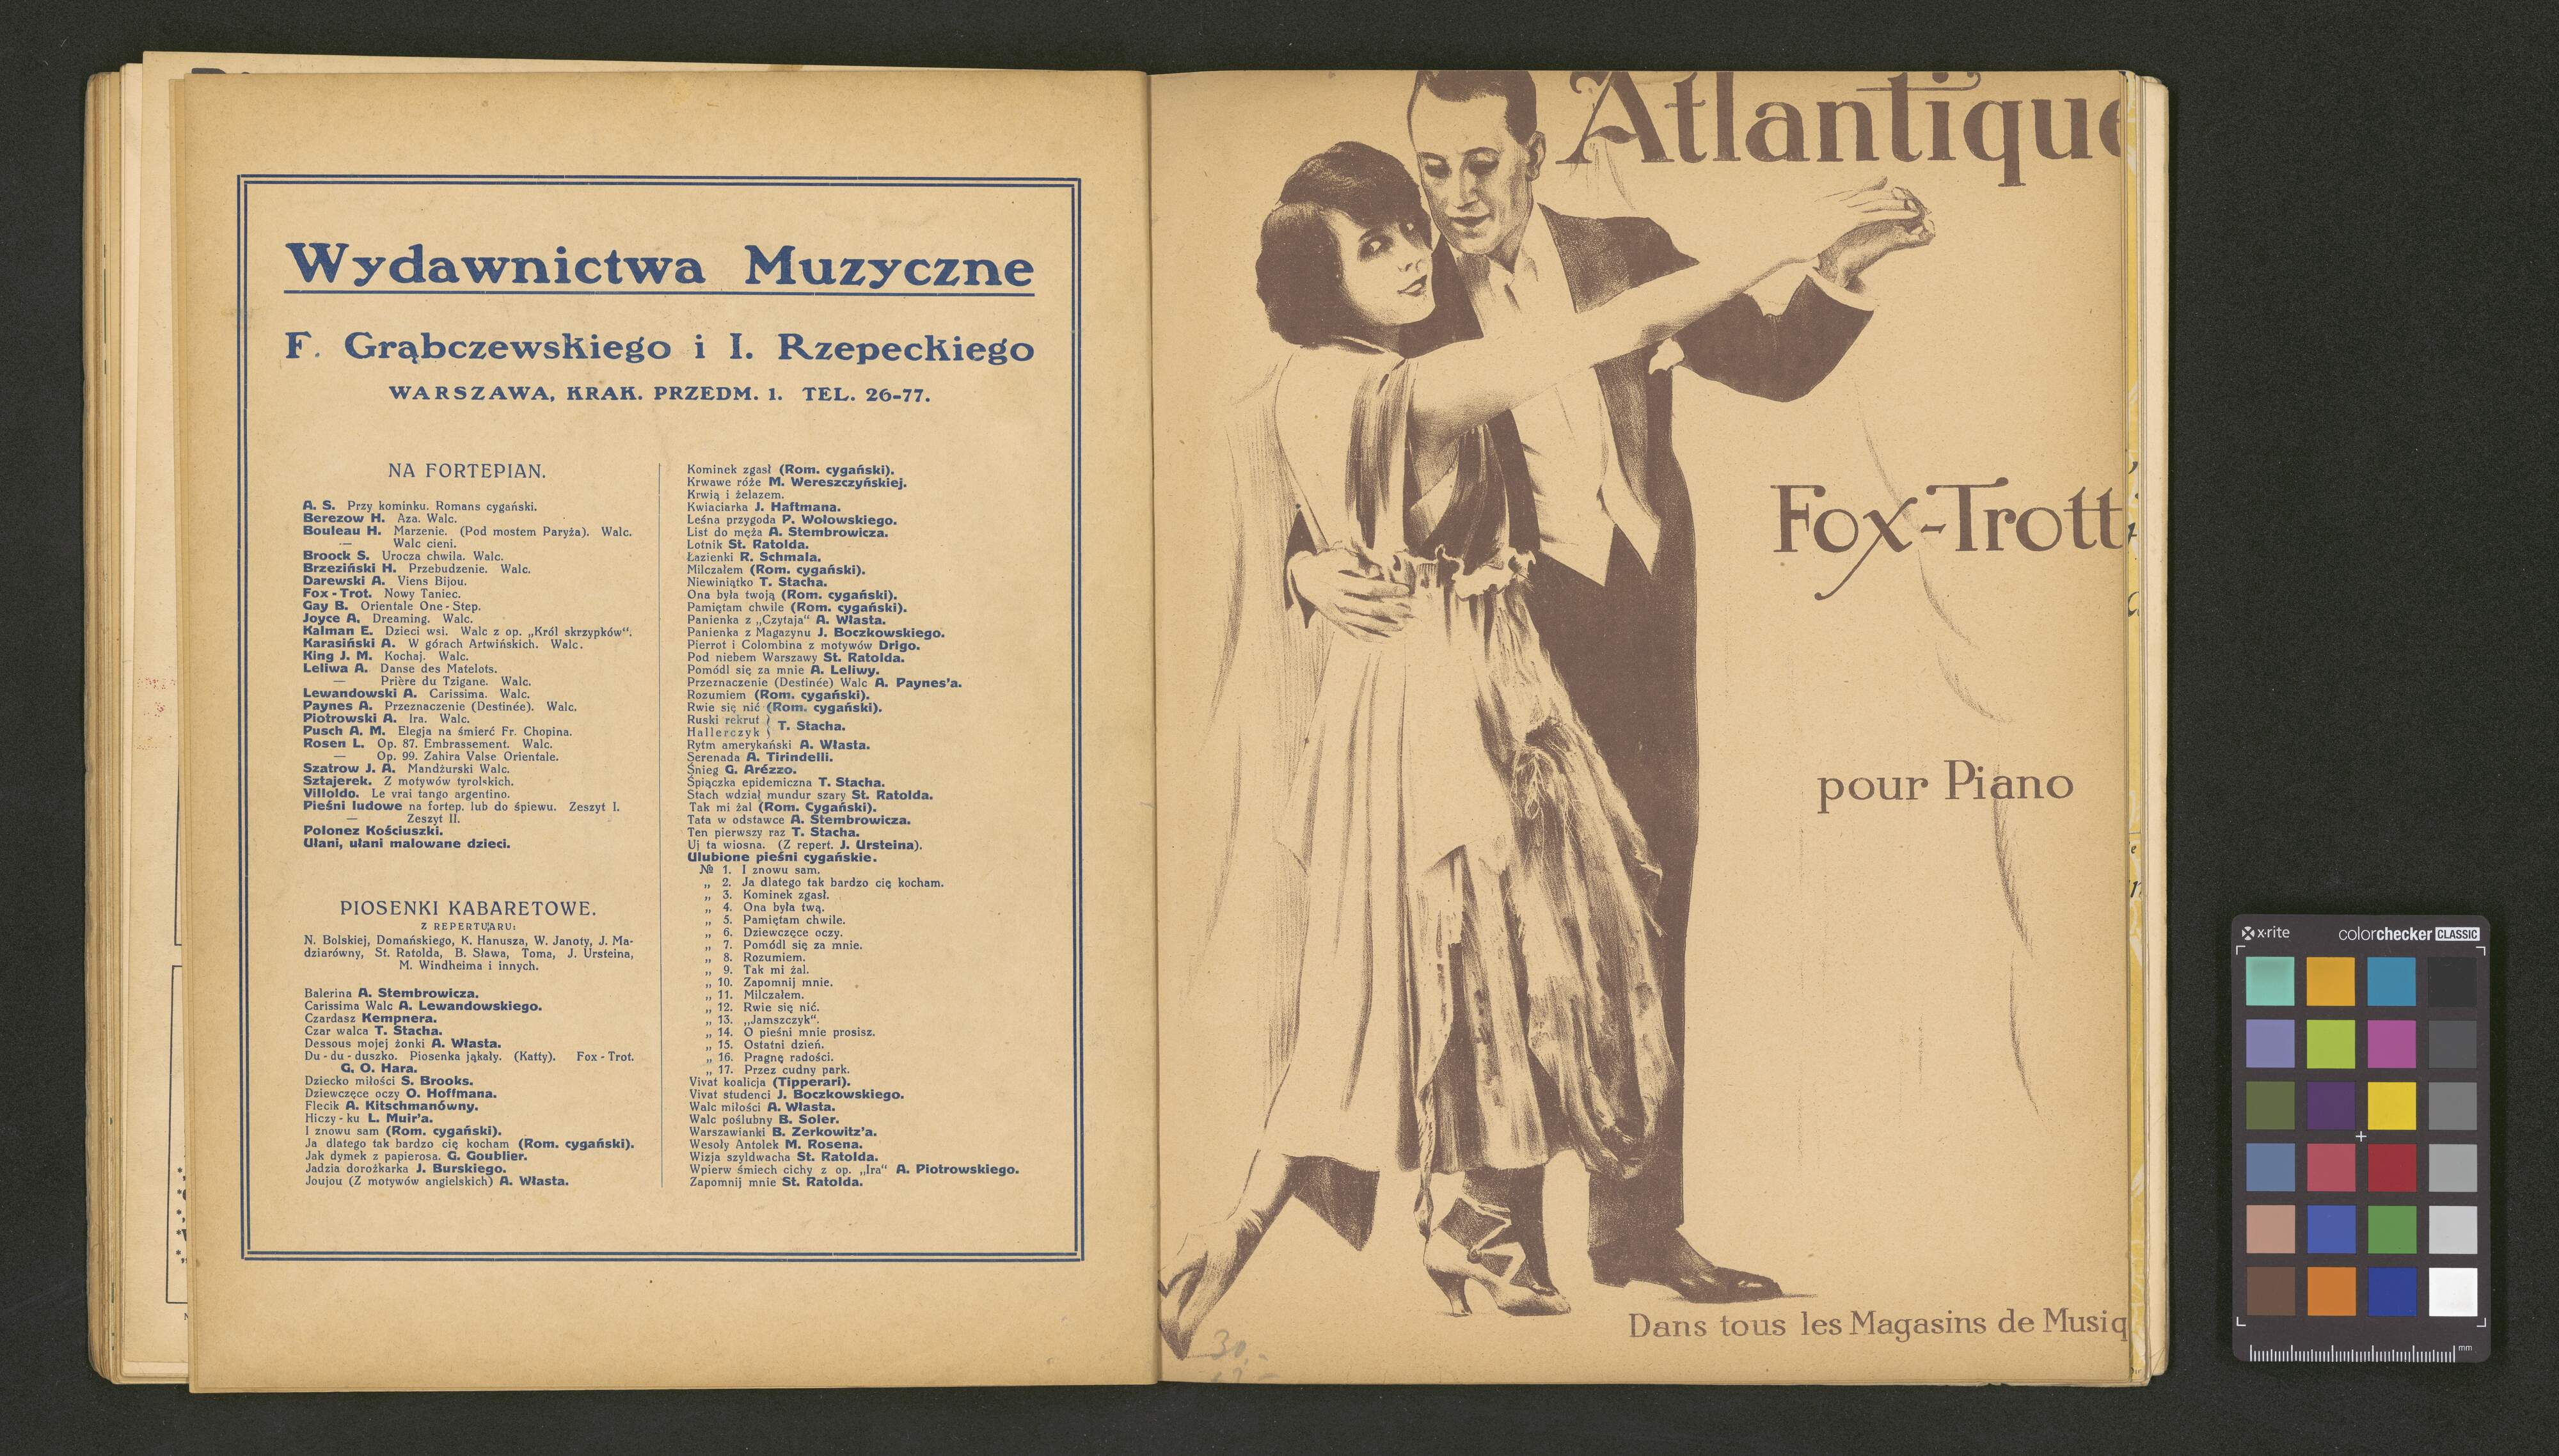 Wydawnictwa Muzyczne
F. Grąbczewskiego i I. Rzepeckiego
WARSZAWA, KRAK. PRZEDM. 1. TEL. 26-77.
NA FORTEPIAN.
A. S. Przy kominku. Romans cygański.
Berezow H. Aza. Walc.
Bouleau H. Marzenie. (Pod mostem Paryża). Walc.
— Walc cieni.
Broock S. Urocza chwila. Walc.
Brzeziński H. Przebudzenie. Walc.
Darewski A. Viens Bijou.
Fox-Trot. Nowy Taniec.
Gay B. Orientale One-Step.
Joyce A. Dreaming. Walc.
Kalman E. Dzieci wsi. Walc z op. „Król skrzypków“.
Karasiński A. W górach Artwińskich. Walc.
King J. M. Kochaj. Walc.
Leliwa A. Danse des Matelots.
— Prière du Tzigane. Walc.
Lewandowski A. Carissima. Walc.
Paynes A. Przeznaczenie (Destinée). Walc.
Piotrowski A. Ira. Walc.
Pusch A. M. Elegja na śmierć Fr. Chopina.
Rosen L. Op. 87. Embrassement. Walc.
— Op. 99. Zahira Valse Orientale.
Szatrow J. A. Mandżurski Walc.
Sztajerek. Z motywów tyrolskich.
Villoldo. Le vrai tango argentino.
Pieśni ludowe na fortep. lub do śpiewu. Zeszyt I.
— Zeszyt II.
Polonez Kościuszki.
Ułani, ułani malowane dzieci.
PIOSENKI KABARETOWE.
Z REPERTUARU:
N. Bolskiej, Domańskiego, K. Hanusza, W. Janoty, J. Ma-
dziarówny, St. Ratolda, B. Sława, Toma, J. Ursteina,
M. Windheima i innych.
Balerina A. Stembrowicza.
Carissima Walc A. Lewandowskiego.
Czardasz Kempnera.
Czar walca T. Stacha.
Dessous mojej żonki A. Własta.
Du-du-duszko. Piosenka jąkały. (Katty). Fox-Trot.
G. O. Hara.
Dziecko miłości S. Brooks.
Dziewczęce oczy O. Hoffmana.
Flecik A. Kitschmanówny.
Hiczy-ku L. Muir'a.
I znowu sam (Rom. cygański).
Ja dlatego tak bardzo cię kocham (Rom. cygański).
Jak dymek z papierosa. G. Goublier.
Jadzia dorożkarka J. Burskiego.
Joujou (Z motywów angielskich) A. Własta.
Kominek zgasł (Rom. cygański).
Krwawe róże M. Wereszczyńskiej.
Krwią i żelazem.
Kwiaciarka J. Haftmana.
Leśna przygoda P. Wołowskiego.
List do męża A. Stembrowicza.
Lotnik St. Ratolda.
Łazienki R. Schmala.
Milczałem (Rom. cygański).
Niewiniątko T. Stacha.
Ona była twoją (Rom. cygański).
Pamiętam chwile (Rom. cygański).
Panienka z „Czytaja“ A. Własta.
Panienka z Magazynu J. Boczkowskiego.
Pierrot i Colombina z motywów Drigo.
Pod niebem Warszawy St. Ratolda.
Pomódl się za mnie A. Leliwy.
Przeznaczenie (Destinée) Walc A. Paynes'a.
Rozumiem (Rom. cygański).
Rwie się nić (Rom. cygański).
Ruski rekrut
Hallerczyk } T. Stacha.
Rytm amerykański A. Własta.
Serenada A. Tirindelli.
Śnieg G. Arézzo.
Śpiączka epidemiczna T. Stacha.
Stach wdział mundur szary St. Ratolda.
Tak mi żal (Rom. Cygański).
Tata w odstawce A. Stembrowicza.
Ten pierwszy raz T. Stacha.
Uj ta wiosna. (Z repert. J. Ursteina).
Ulubione pieśni cygańskie.
№ 1. I znowu sam.
„ 2. Ja dlatego tak bardzo cię kocham.
„ 3. Kominek zgasł.
„ 4. Ona była twą.
„ 5. Pamiętam chwile.
„ 6. Dziewczęce oczy.
„ 7. Pomódl się za mnie.
„ 8. Rozumiem.
„ 9. Tak mi żal.
„ 10. Zapomnij mnie.
„ 11. Milczałem.
„ 12. Rwie się nić.
„ 13. „Jamszczyk“.
„ 14. O pieśni mnie prosisz.
„ 15. Ostatni dzień.
„ 16. Pragnę radości.
„ 17. Przez cudny park.
Vivat koalicja (Tipperari).
Vivat studenci J. Boczkowskiego.
Walc miłości A. Własta.
Walc poślubny B. Soler.
Warszawianki B. Zerkowitz'a.
Wesoły Antolek M. Rosena.
Wizja szyldwacha St. Ratolda.
Wpierw śmiech cichy z op. „Ira“ A. Piotrowskiego.
Zapomnij mnie St. Ratolda.
Atlantique
Fox-Trott
pour Piano
Dans tous les Magasins de Musiq
30.-
x-rite colorchecker CLASSIC
mm